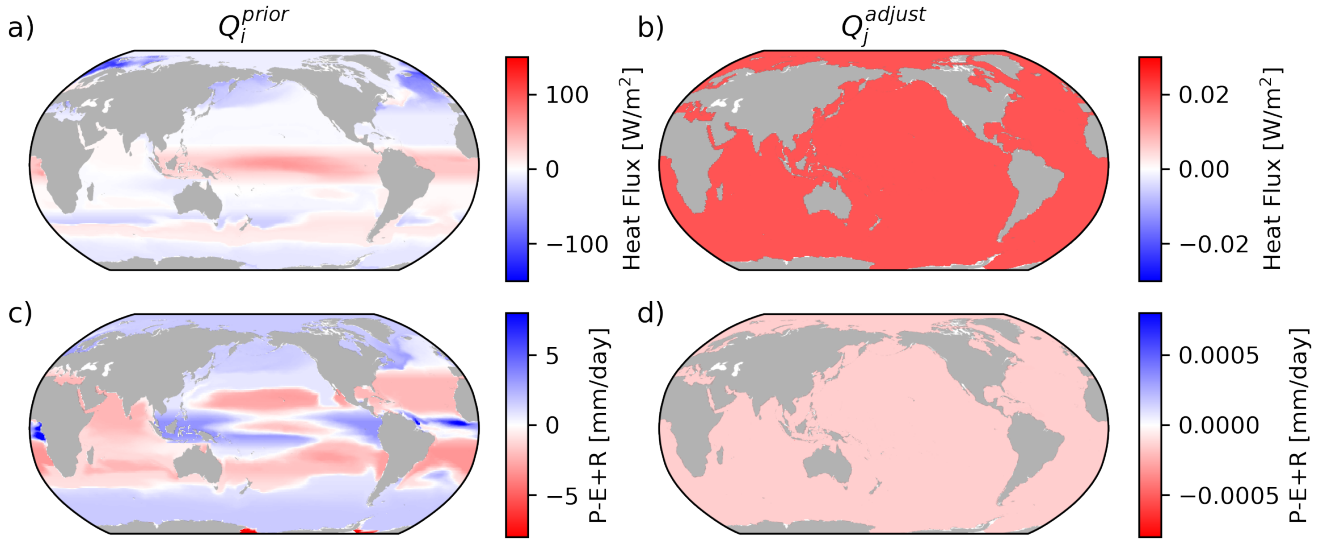 a)
Q_i^{prior}
100
0
−100
Heat Flux [W/m²]
b)
Q_j^{adjust}
0.02
0.00
−0.02
Heat Flux [W/m²]
c)
5
0
−5
P-E+R [mm/day]
d)
0.0005
0.0000
−0.0005
P-E+R [mm/day]